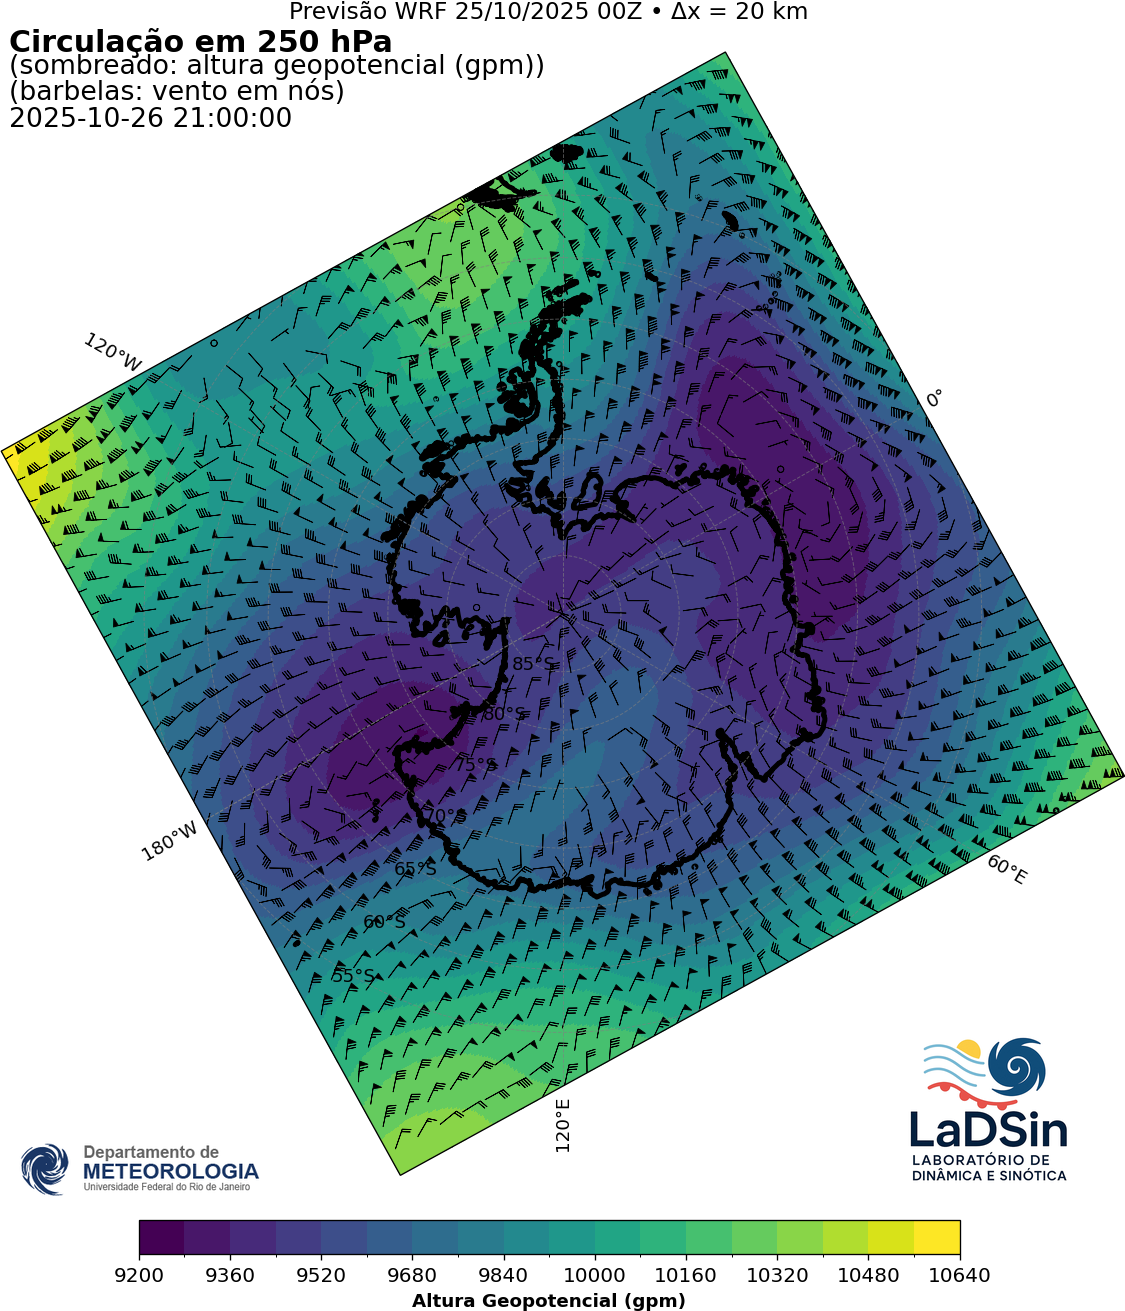 Previsão WRF 25/10/2025 00Z • Δx = 20 km
Circulação em 250 hPa
(sombreado: altura geopotencial (gpm))
(barbelas: vento em nós)
2025-10-26 21:00:00
120°W
0°
85°S
80°S
75°S
70°S
180°W
65°S
60°E
60°S
55°S
120°E
LaDSin
LABORATÓRIO DE
DINÂMICA E SINÓTICA
Departamento de
METEOROLOGIA
Universidade Federal do Rio de Janeiro
9200 9360 9520 9680 9840 10000 10160 10320 10480 10640
Altura Geopotencial (gpm)